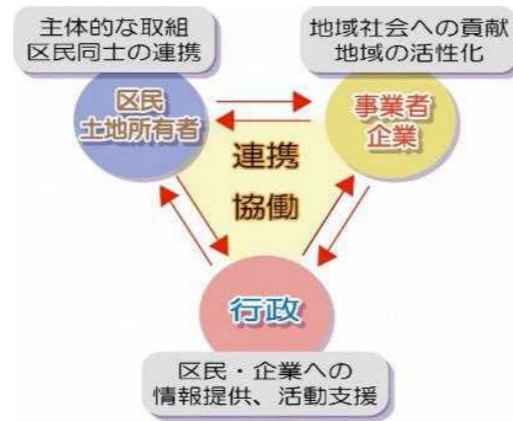 主体的な取組
区民同士の連携
地域社会への貢献
地域の活性化
区民
土地所有者
事業者
企業
連携
協働
行政
区民・企業への
情報提供、活動支援